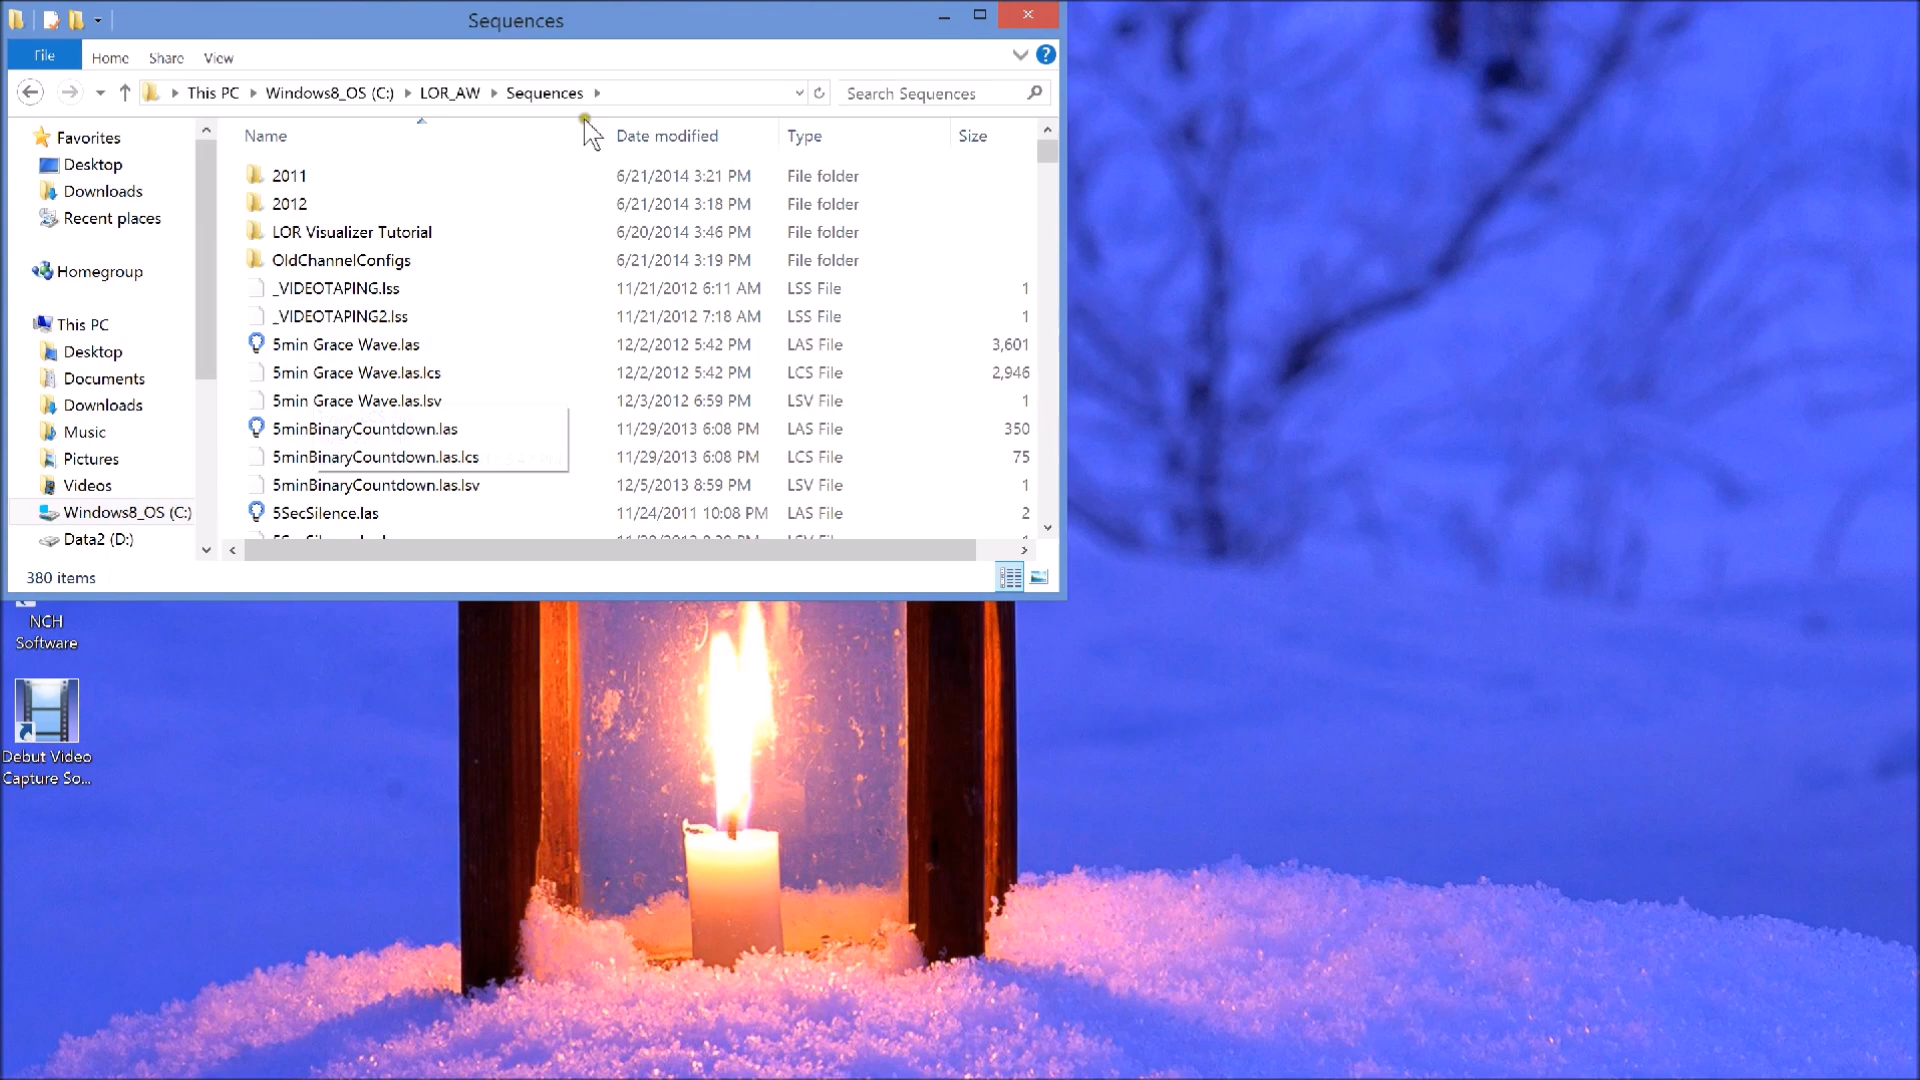 Sequences
File Home Share View ?
This PC Windows8_OS (C:) LOR_AW Sequences Search Sequences
Name Date modified Type Size
Favorites
Desktop
Downloads
Recent places
Homegroup
This PC
Desktop
Documents
Downloads
Music
Pictures
Videos
Windows8_OS (C:)
Data2 (D:)
2011 6/21/2014 3:21 PM File folder
2012 6/21/2014 3:18 PM File folder
LOR Visualizer Tutorial 6/20/2014 3:46 PM File folder
OldChannelConfigs 6/21/2014 3:19 PM File folder
_VIDEOTAPING.lss 11/21/2012 6:11 AM LSS File 1
_VIDEOTAPING2.lss 11/21/2012 7:18 AM LSS File 1
5min Grace Wave.las 12/2/2012 5:42 PM LAS File 3,601
5min Grace Wave.las.lcs 12/2/2012 5:42 PM LCS File 2,946
5min Grace Wave.las.lsv 12/3/2012 6:59 PM LSV File 1
5minBinaryCountdown.las 11/29/2013 6:08 PM LAS File 350
5minBinaryCountdown.las.lcs 11/29/2013 6:08 PM LCS File 75
5minBinaryCountdown.las.lsv 12/5/2013 8:59 PM LSV File 1
5SecSilence.las 11/24/2011 10:08 PM LAS File 2
380 items
NCH
Software
Debut Video
Capture So...